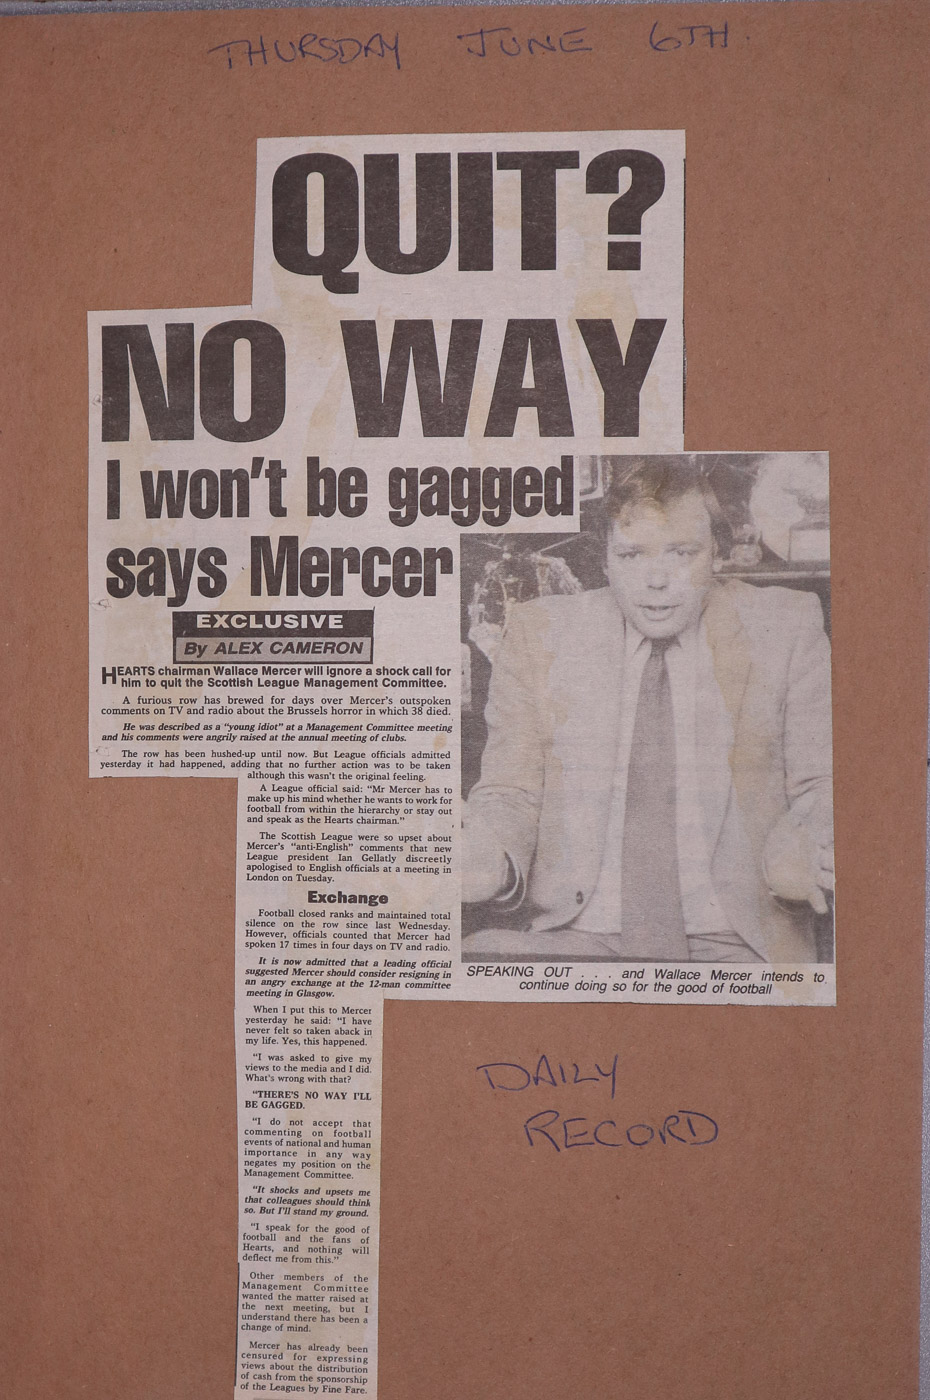 THURSDAY JUNE 6TH.
QUIT?
NO WAY
I won't be gagged
says Mercer
EXCLUSIVE
By ALEX CAMERON
HEARTS chairman Wallace Mercer will ignore a shock call for
him to quit the Scottish League Management Committee.
A furious row has brewed for days over Mercer's outspoken
comments on TV and radio about the Brussels horror in which 38 died.
He was described as a “young idiot” at a Management Committee meeting
and his comments were angrily raised at the annual meeting of clubs.
The row has been hushed-up until now. But League officials admitted
yesterday it had happened, adding that no further action was to be taken
although this wasn't the original feeling.
A League official said: “Mr Mercer has to
make up his mind whether he wants to work for
football from within the hierarchy or stay out
and speak as the Hearts chairman.”
The Scottish League were so upset about
Mercer's “anti-English” comments that new
League president Ian Gellatly discreetly
apologised to English officials at a meeting in
London on Tuesday.
Exchange
Football closed ranks and maintained total
silence on the row since last Wednesday.
However, officials counted that Mercer had
spoken 17 times in four days on TV and radio.
It is now admitted that a leading official
suggested Mercer should consider resigning in
an angry exchange at the 12-man committee
meeting in Glasgow.
When I put this to Mercer
yesterday he said: “I have
never felt so taken aback in
my life. Yes, this happened.
“I was asked to give my
views to the media and I did.
What's wrong with that?
“THERE'S NO WAY I'LL
BE GAGGED.
“I do not accept that
commenting on football
events of national and human
importance in any way
negates my position on the
Management Committee.
“It shocks and upsets me
that colleagues should think
so. But I'll stand my ground.
“I speak for the good of
football and the fans of
Hearts, and nothing will
deflect me from this.”
Other members of the
Management Committee
wanted the matter raised at
the next meeting, but I
understand there has been a
change of mind.
Mercer has already been
censured for expressing
views about the distribution
of cash from the sponsorship
of the Leagues by Fine Fare.
SPEAKING OUT . . . and Wallace Mercer intends to
continue doing so for the good of football
DAILY
RECORD